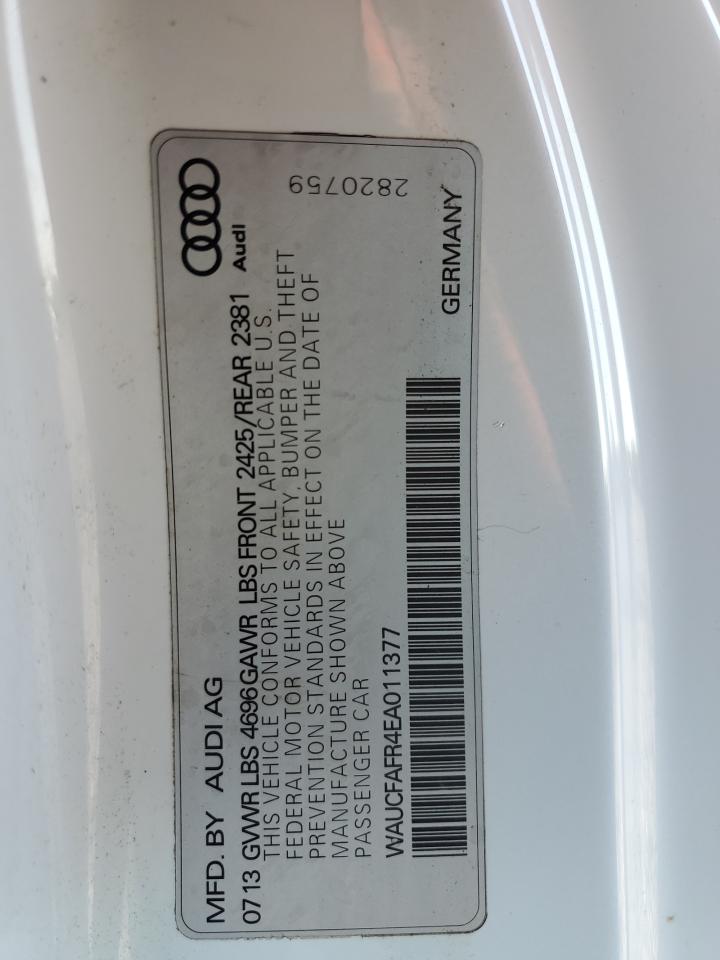 MFD. BY AUDI AG
0713 GVWR LBS 4696 GAWR LBS FRONT 2425/REAR 2381
Audi
THIS VEHICLE CONFORMS TO ALL APPLICABLE U.S.
FEDERAL MOTOR VEHICLE SAFETY, BUMPER AND THEFT
PREVENTION STANDARDS IN EFFECT ON THE DATE OF
MANUFACTURE SHOWN ABOVE
PASSENGER CAR
2820759
WAUCFAFR4EA011377
GERMANY